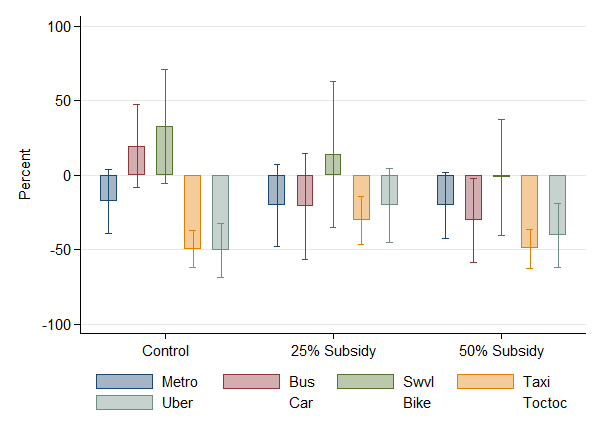 100
50
0
-50
-100
Percent
Control 25% Subsidy 50% Subsidy
Metro Bus Swvl Taxi
Uber Car Bike Toctoc